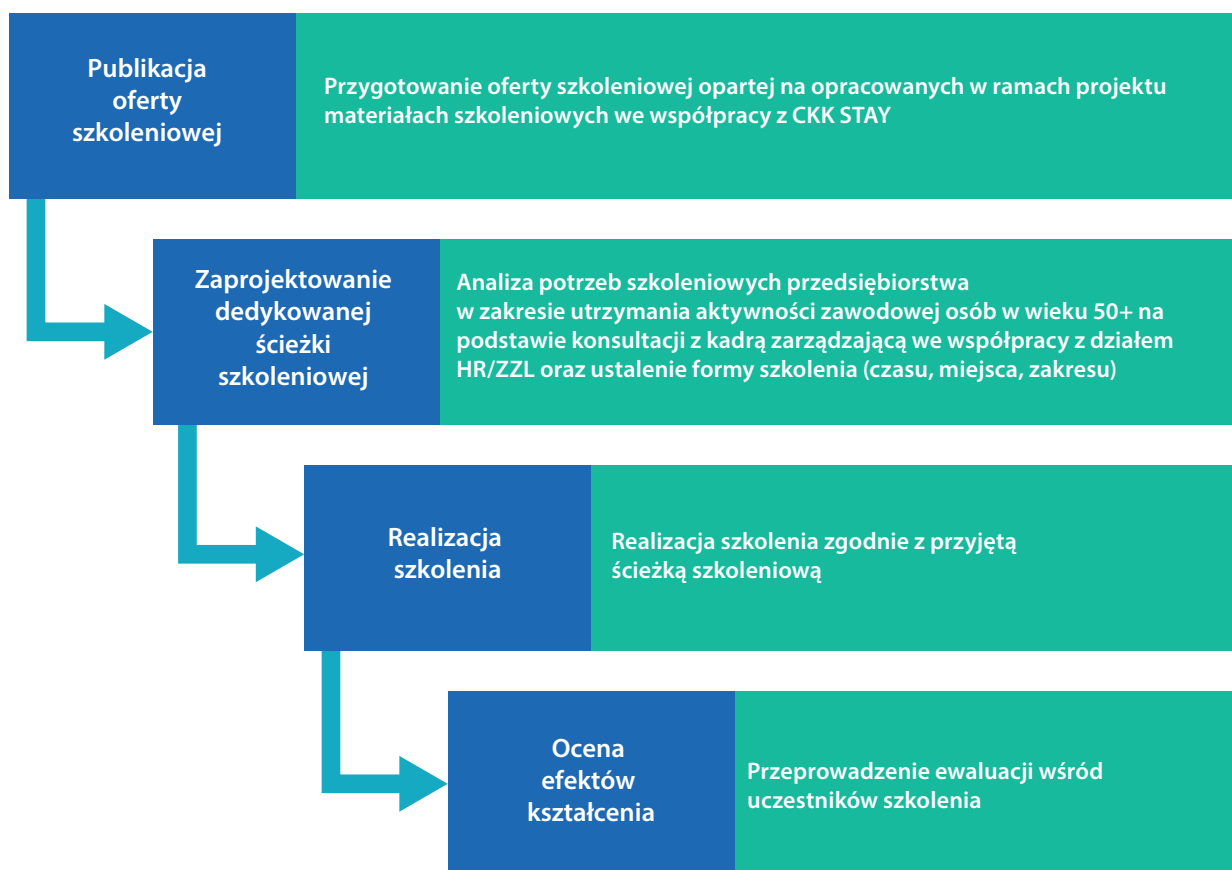 Publikacja
oferty
szkoleniowej
Przygotowanie oferty szkoleniowej opartej na opracowanych w ramach projektu
materiałach szkoleniowych we współpracy z CKK STAY
Zaprojektowanie
dedykowanej
ścieżki
szkoleniowej
Analiza potrzeb szkoleniowych przedsiębiorstwa
w zakresie utrzymania aktywności zawodowej osób w wieku 50+ na
podstawie konsultacji z kadrą zarządzającą we współpracy z działem
HR/ZZL oraz ustalenie formy szkolenia (czasu, miejsca, zakresu)
Realizacja
szkolenia
Realizacja szkolenia zgodnie z przyjętą
ścieżką szkoleniową
Ocena
efektów
kształcenia
Przeprowadzenie ewaluacji wśród
uczestników szkolenia